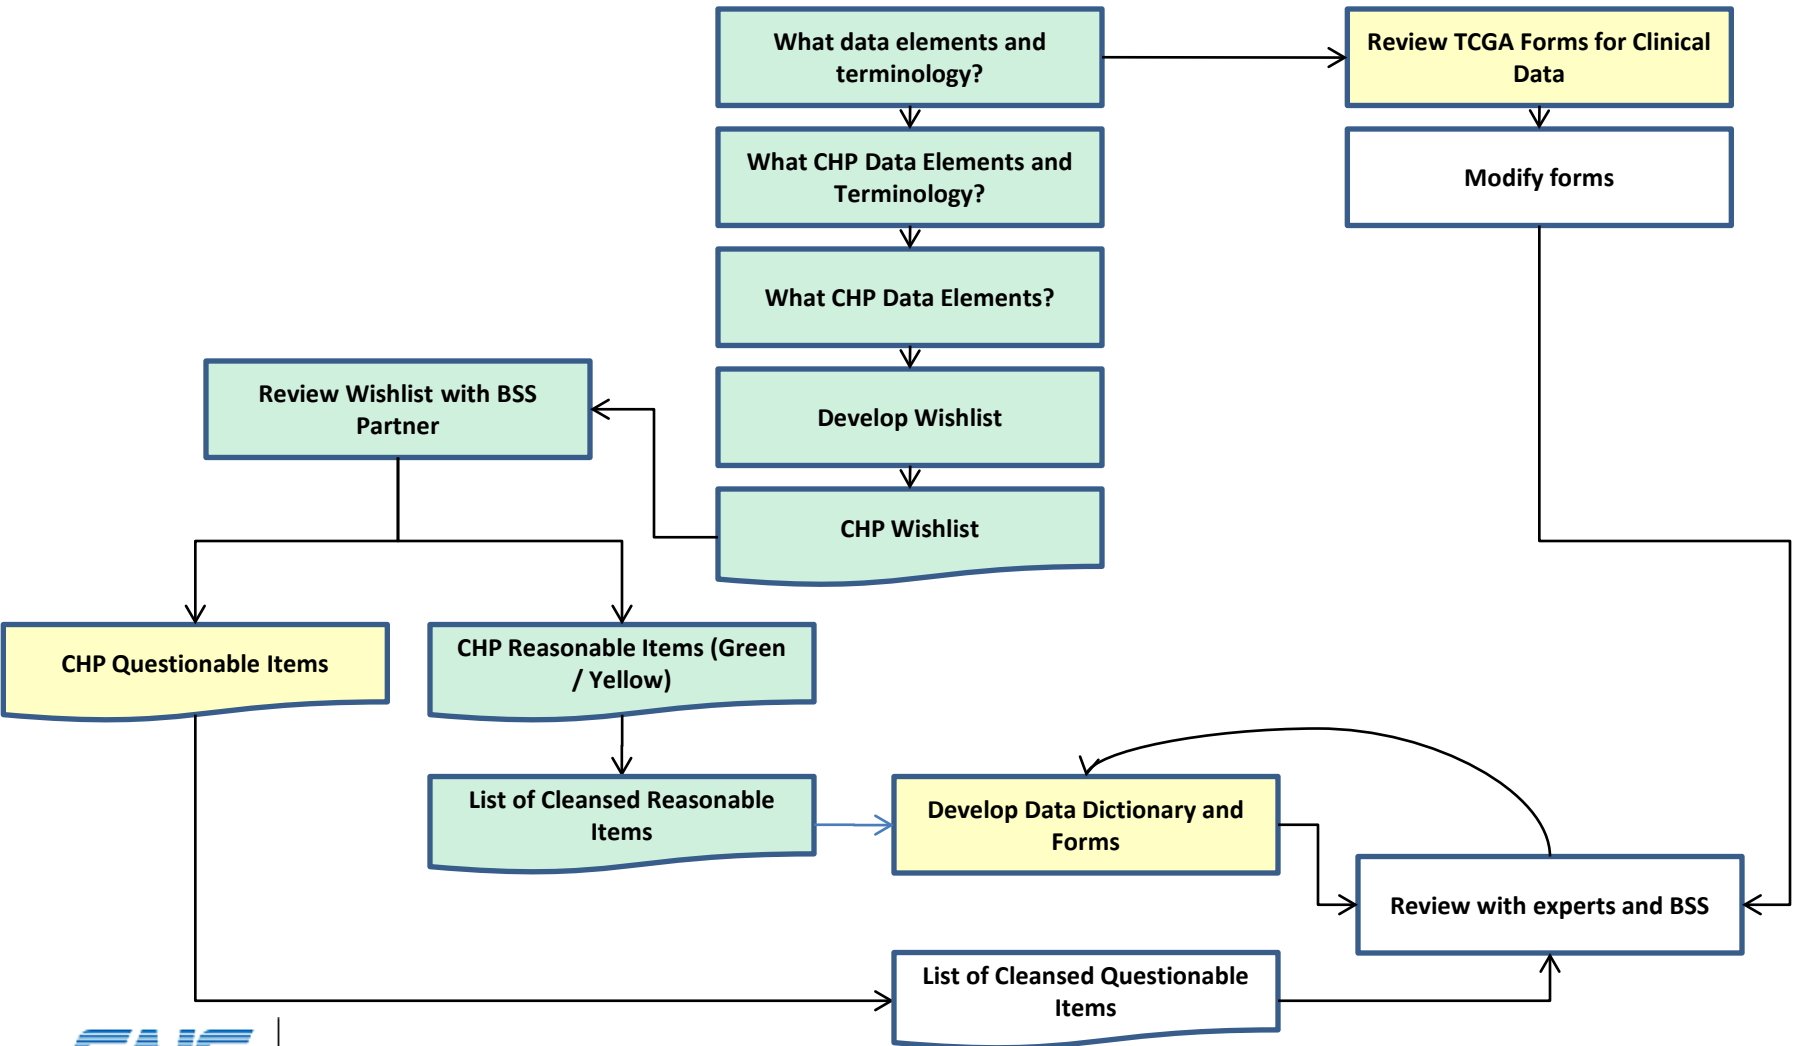 What data elements and
terminology?
Review TCGA Forms for Clinical
Data
What CHP Data Elements and
Terminology?
Modify forms
What CHP Data Elements?
Review Wishlist with BSS
Partner
Develop Wishlist
CHP Wishlist
CHP Questionable Items
CHP Reasonable Items (Green
/ Yellow)
List of Cleansed Reasonable
Items
Develop Data Dictionary and
Forms
Review with experts and BSS
List of Cleansed Questionable
Items